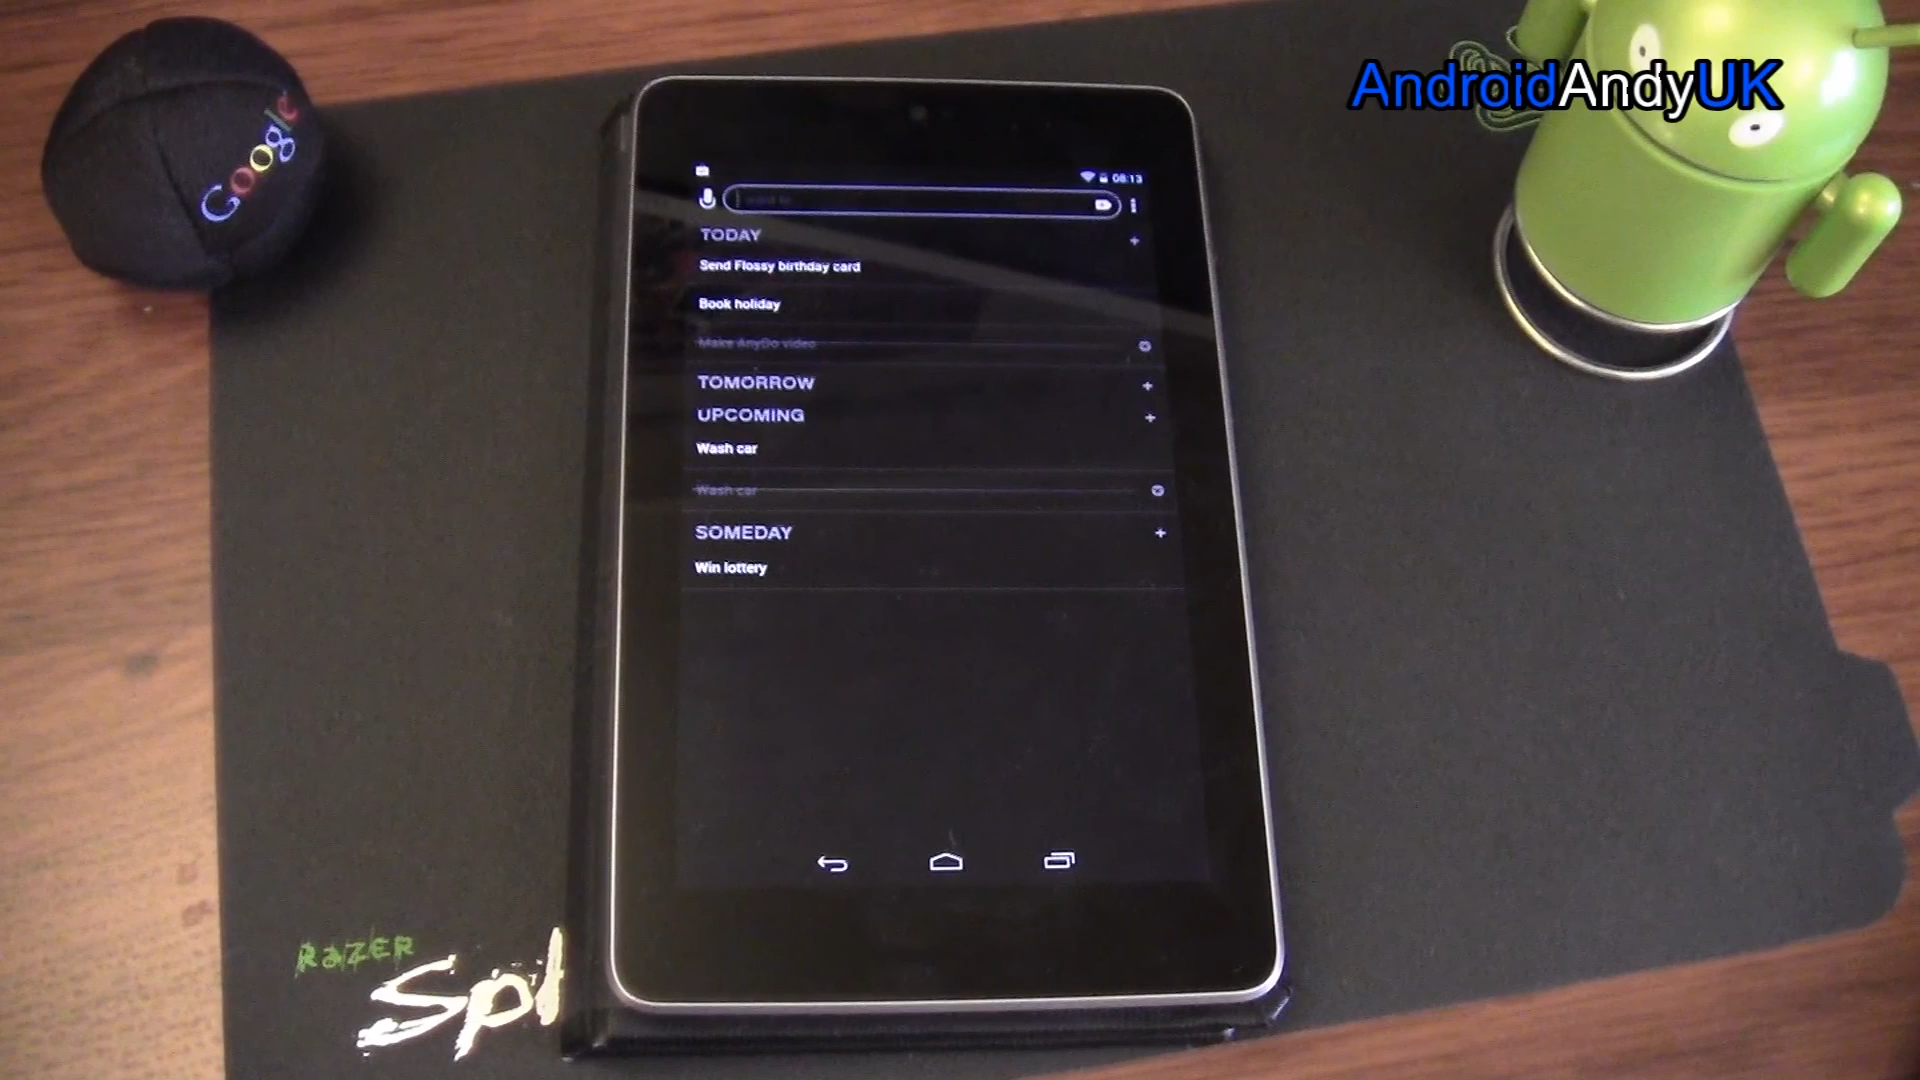 AndroidAndyUK
Google
08:13
TODAY
Send Flossy birthday card
Book holiday
Make AnyDo video
TOMORROW
UPCOMING
Wash car
Wash car
SOMEDAY
Win lottery
RAZER